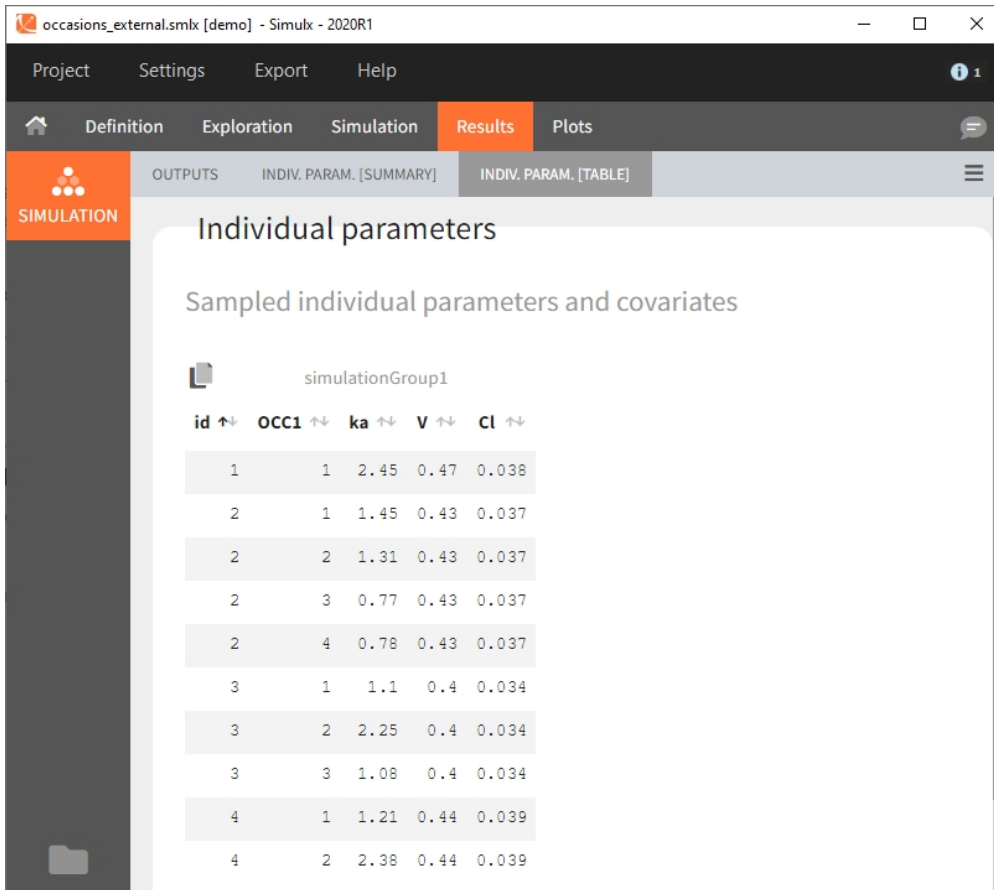 occasions_external.smlx [demo] - Simulx - 2020R1
Project Settings Export Help 1
Definition Exploration Simulation Results Plots
SIMULATION
OUTPUTS INDIV. PARAM. [SUMMARY] INDIV. PARAM. [TABLE]
Individual parameters
Sampled individual parameters and covariates
simulationGroup1
id OCC1 ka V Cl
1 1 2.45 0.47 0.038
2 1 1.45 0.43 0.037
2 2 1.31 0.43 0.037
2 3 0.77 0.43 0.037
2 4 0.78 0.43 0.037
3 1 1.1 0.4 0.034
3 2 2.25 0.4 0.034
3 3 1.08 0.4 0.034
4 1 1.21 0.44 0.039
4 2 2.38 0.44 0.039